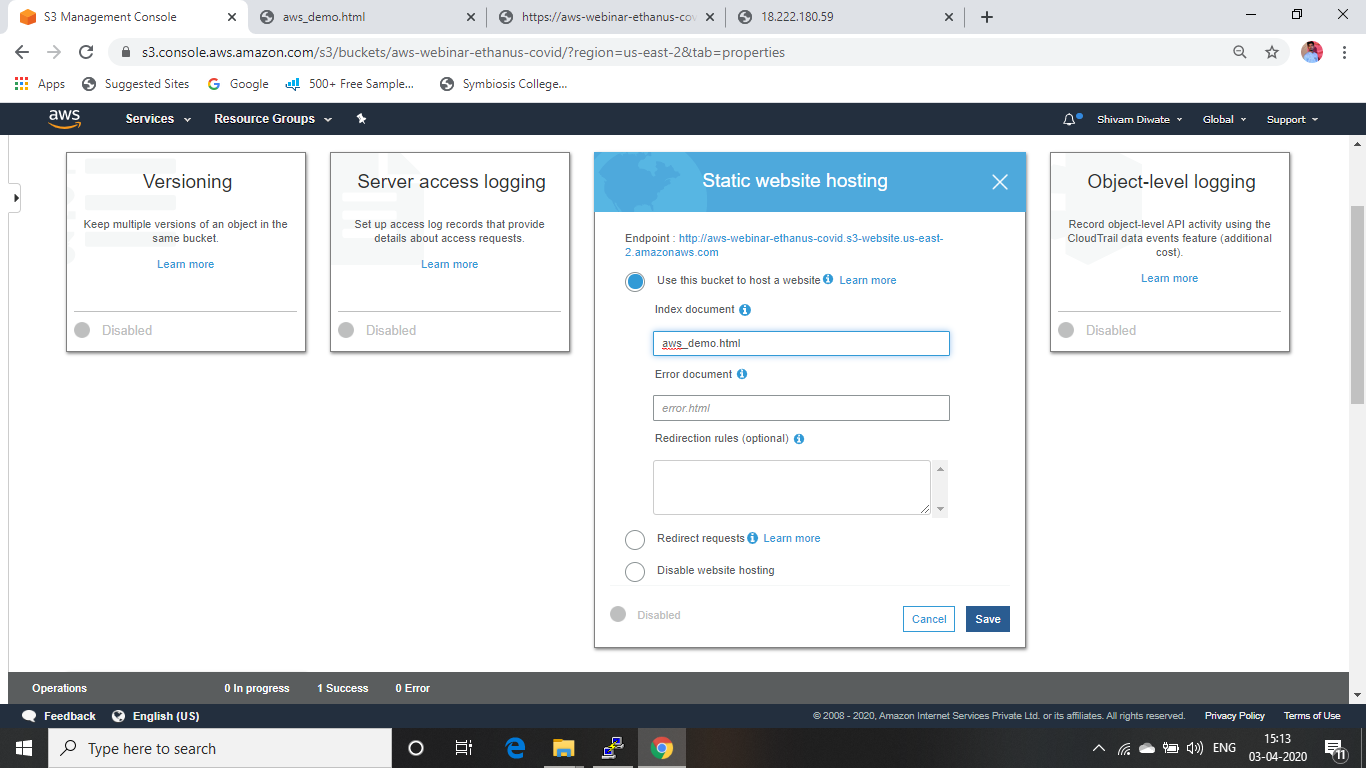 S3 Management Console
aws_demo.html
https://aws-webinar-ethanus-cov
18.222.180.59
s3.console.aws.amazon.com/s3/buckets/aws-webinar-ethanus-covid/?region=us-east-2&tab=properties
Apps
Suggested Sites
Google
500+ Free Sample...
Symbiosis College...
aws
Services
Resource Groups
Shivam Diwate
Global
Support
Versioning
Keep multiple versions of an object in the
same bucket.
Learn more
Disabled
Server access logging
Set up access log records that provide
details about access requests.
Learn more
Disabled
Static website hosting
Endpoint : http://aws-webinar-ethanus-covid.s3-website.us-east-
2.amazonaws.com
Use this bucket to host a website Learn more
Index document
aws_demo.html
Error document
error.html
Redirection rules (optional)
Redirect requests Learn more
Disable website hosting
Disabled
Cancel
Save
Object-level logging
Record object-level API activity using the
CloudTrail data events feature (additional
cost).
Learn more
Disabled
Operations
0 In progress
1 Success
0 Error
Feedback
English (US)
© 2008 - 2020, Amazon Internet Services Private Ltd. or its affiliates. All rights reserved.
Privacy Policy
Terms of Use
Type here to search
ENG
15:13
03-04-2020
11